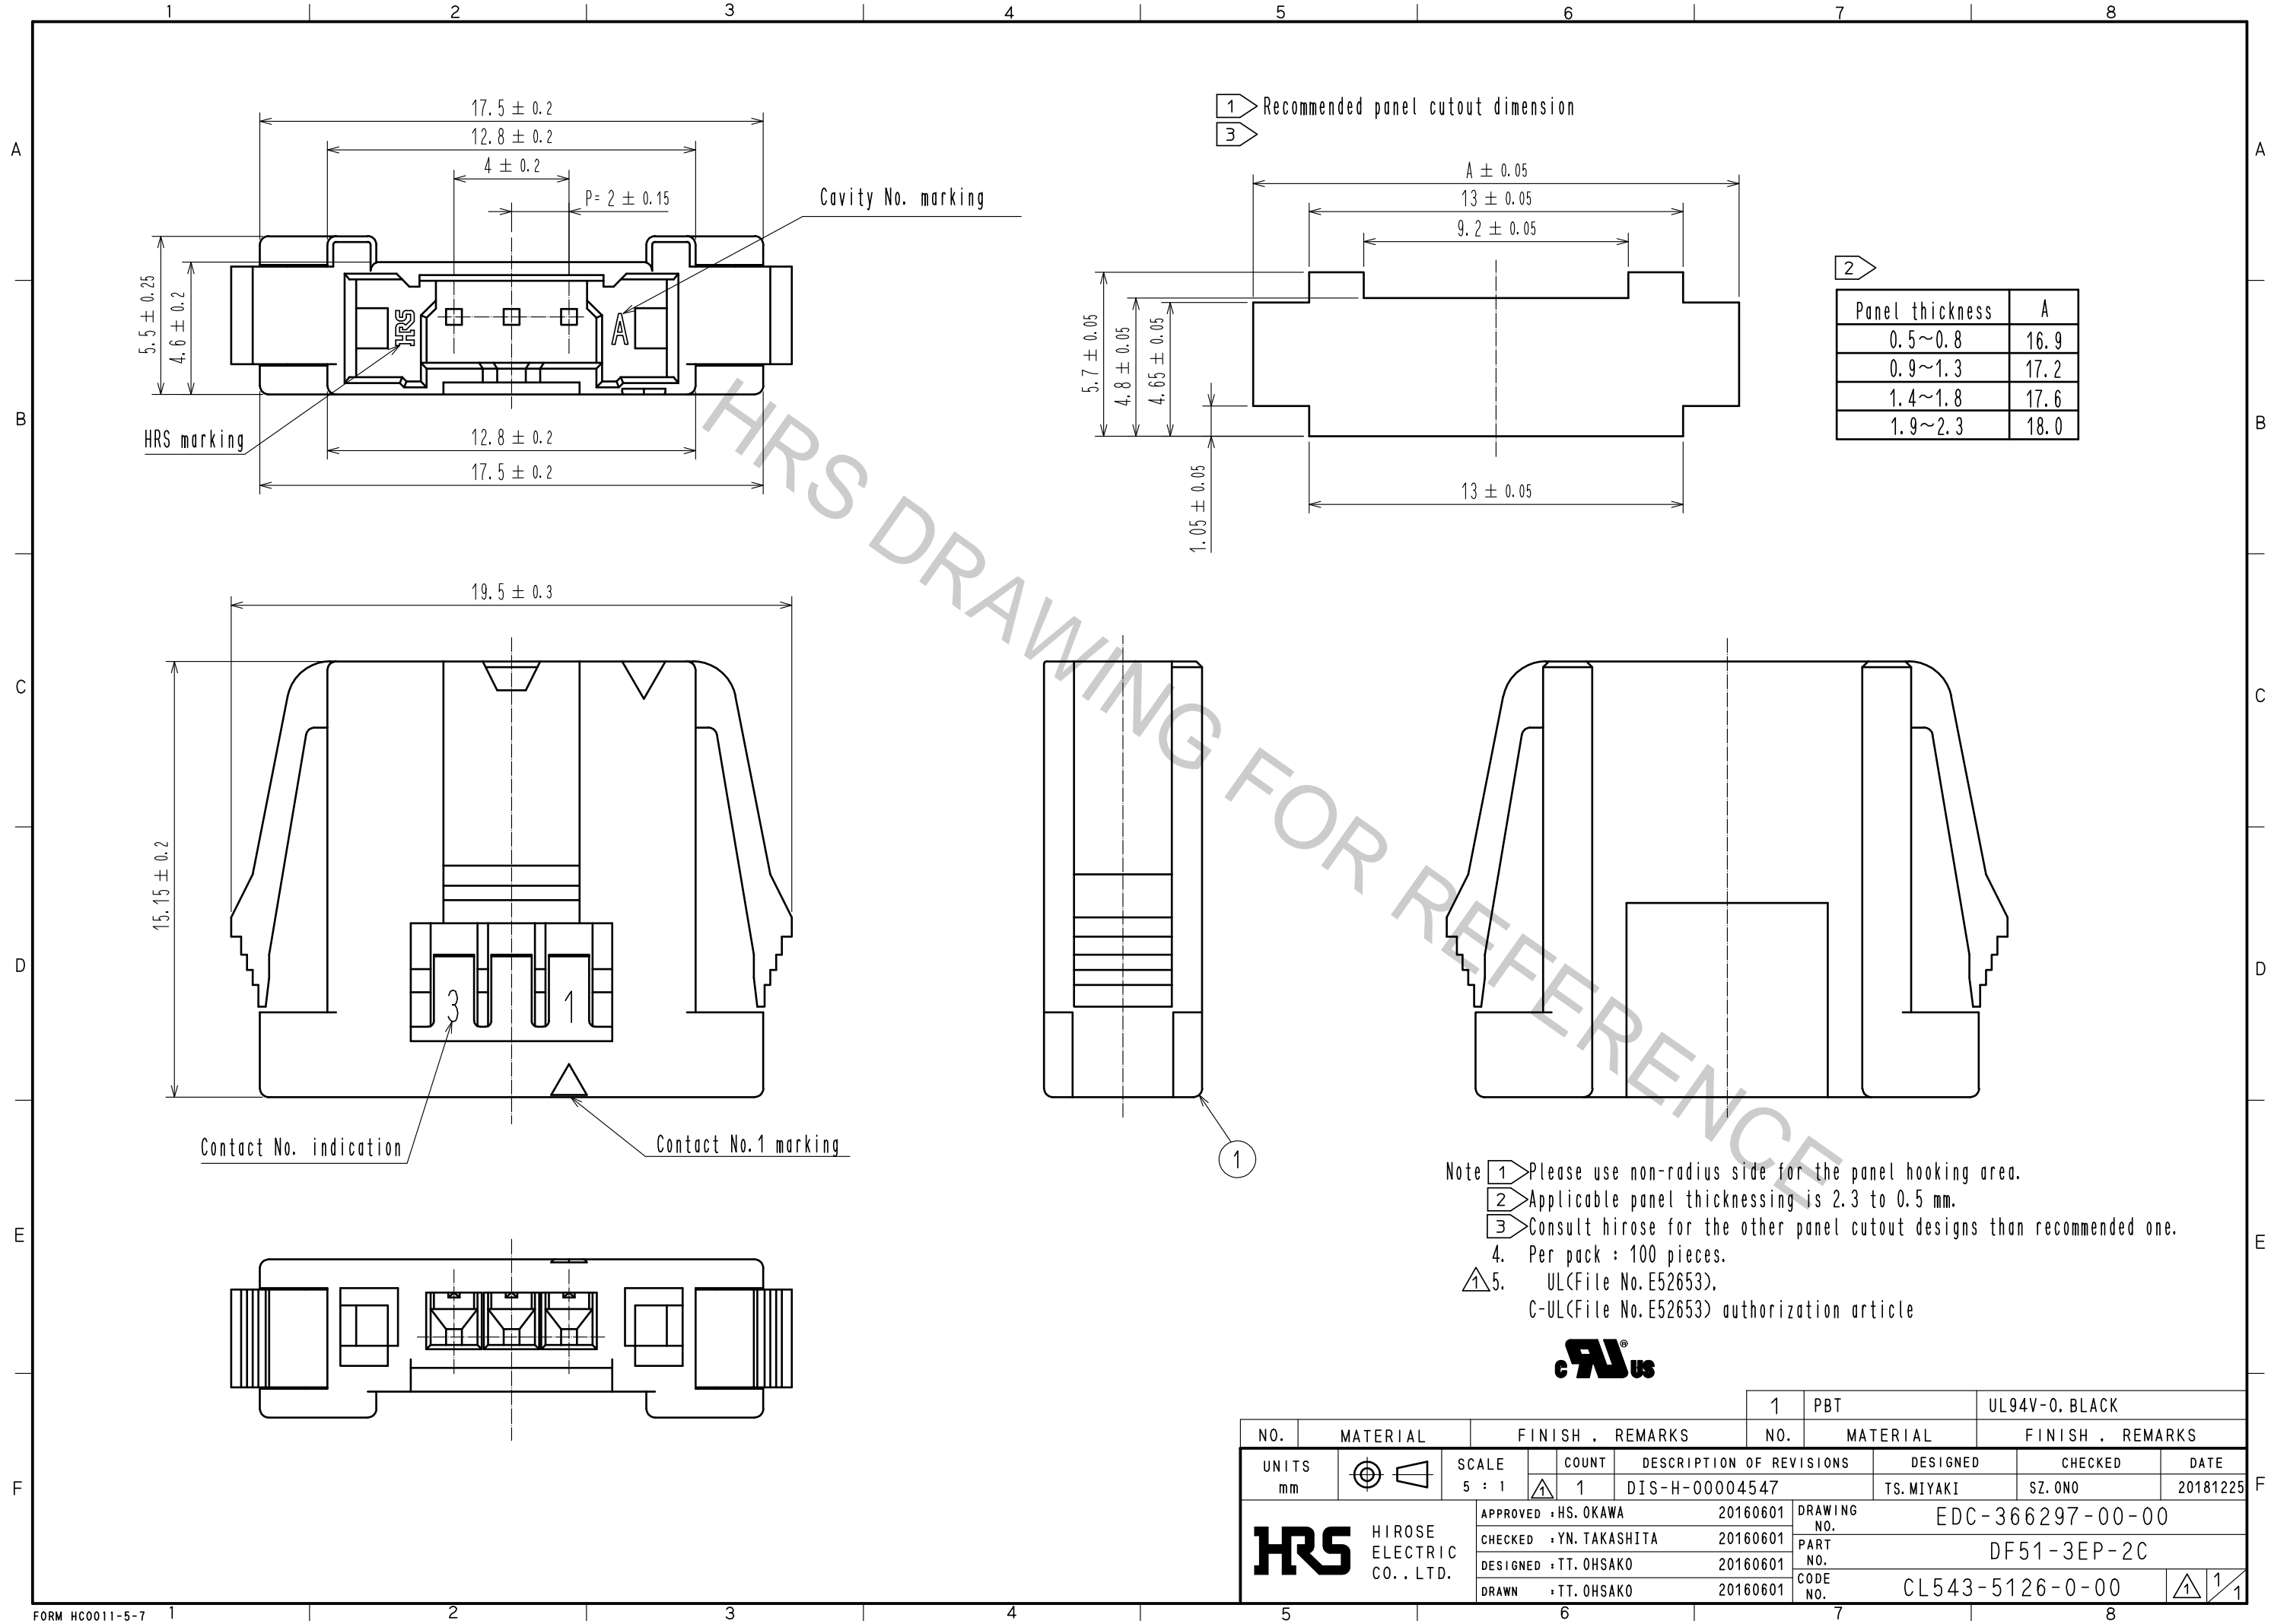 1 2 3 4 5 6 7 8
A
B
C
D
E
F
A
B
C
D
E
F
17.5 ± 0.2
12.8 ± 0.2
4 ± 0.2
P= 2 ± 0.15
Cavity No. marking
5.5 ± 0.25
4.6 ± 0.2
HRS
A
HRS marking
12.8 ± 0.2
17.5 ± 0.2
1 Recommended panel cutout dimension
3
A ± 0.05
13 ± 0.05
9.2 ± 0.05
5.7 ± 0.05
4.8 ± 0.05
4.65 ± 0.05
1.05 ± 0.05
13 ± 0.05
2
Panel thickness A
0.5~0.8 16.9
0.9~1.3 17.2
1.4~1.8 17.6
1.9~2.3 18.0
HRS DRAWING FOR REFERENCE
19.5 ± 0.3
15.15 ± 0.2
3 1
Contact No. indication
Contact No.1 marking
1
Note 1 Please use non-radius side for the panel hooking area.
2 Applicable panel thicknessing is 2.3 to 0.5 mm.
3 Consult hirose for the other panel cutout designs than recommended one.
4. Per pack : 100 pieces.
1 5. UL(File No.E52653),
C-UL(File No.E52653) authorization article
c RU ® US
1 PBT UL94V-0, BLACK
NO. MATERIAL FINISH , REMARKS NO. MATERIAL FINISH , REMARKS
UNITS
mm
SCALE
5 : 1
COUNT DESCRIPTION OF REVISIONS DESIGNED CHECKED DATE
1 1 DIS-H-00004547 TS. MIYAKI SZ. ONO 20181225
HRS
HIROSE
ELECTRIC
CO., LTD.
APPROVED : HS. OKAWA 20160601
CHECKED : YN. TAKASHITA 20160601
DESIGNED : TT. OHSAKO 20160601
DRAWN : TT. OHSAKO 20160601
DRAWING
NO.
EDC-366297-00-00
PART
NO.
DF51-3EP-2C
CODE
NO.
CL543-5126-0-00
1 1/1
FORM HC0011-5-7
1 2 3 4 5 6 7 8